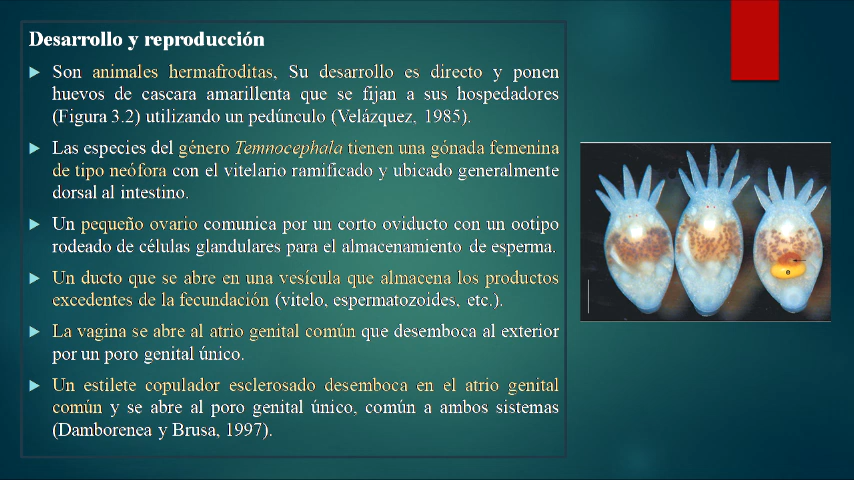 Desarrollo y reproducción
Son animales hermafroditas, Su desarrollo es directo y ponen
huevos de cascara amarillenta que se fijan a sus hospedadores
(Figura 3.2) utilizando un pedúnculo (Velázquez, 1985).
Las especies del género Temnocephala tienen una gónada femenina
de tipo neófora con el vitelario ramificado y ubicado generalmente
dorsal al intestino.
Un pequeño ovario comunica por un corto oviducto con un ootipo
rodeado de células glandulares para el almacenamiento de esperma.
Un ducto que se abre en una vesícula que almacena los productos
excedentes de la fecundación (vitelo, espermatozoides, etc.).
La vagina se abre al atrio genital común que desemboca al exterior
por un poro genital único.
Un estilete copulador esclerosado desemboca en el atrio genital
común y se abre al poro genital único, común a ambos sistemas
(Damborenea y Brusa, 1997).
e